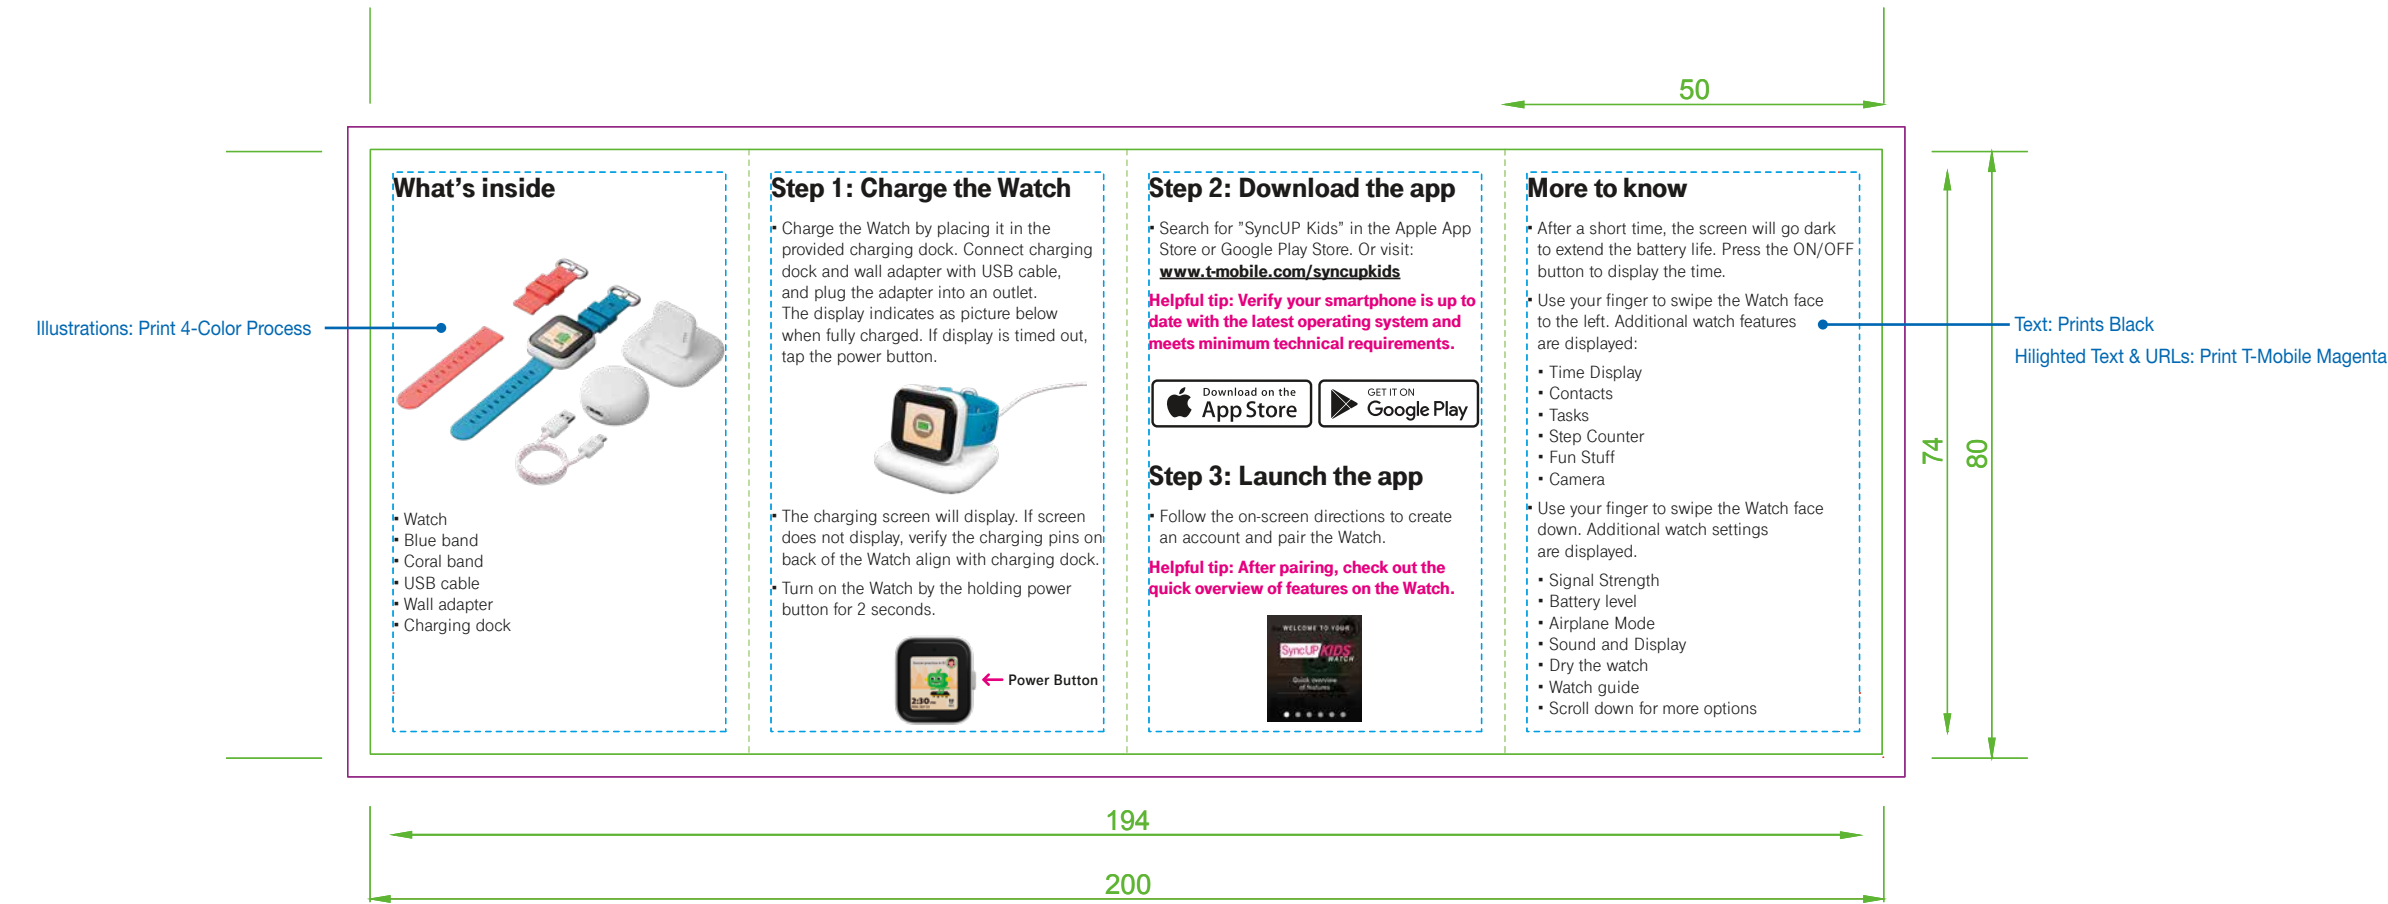 50
What's inside
▪ Watch
▪ Blue band
▪ Coral band
▪ USB cable
▪ Wall adapter
▪ Charging dock
Illustrations: Print 4-Color Process
Step 1: Charge the Watch
▪ Charge the Watch by placing it in the
provided charging dock. Connect charging
dock and wall adapter with USB cable,
and plug the adapter into an outlet.
The display indicates as picture below
when fully charged. If display is timed out,
tap the power button.
▪ The charging screen will display. If screen
does not display, verify the charging pins on
back of the Watch align with charging dock.
▪ Turn on the Watch by the holding power
button for 2 seconds.
2:30
Power Button
Step 2: Download the app
▪ Search for "SyncUP Kids" in the Apple App
Store or Google Play Store. Or visit:
www.t-mobile.com/syncupkids
Helpful tip: Verify your smartphone is up to
date with the latest operating system and
meets minimum technical requirements.
Download on the
App Store
GET IT ON
Google Play
Step 3: Launch the app
▪ Follow the on-screen directions to create
an account and pair the Watch.
Helpful tip: After pairing, check out the
quick overview of features on the Watch.
WELCOME TO YOUR
SyncUP KIDS
WATCH
Quick overview
of features
More to know
▪ After a short time, the screen will go dark
to extend the battery life. Press the ON/OFF
button to display the time.
▪ Use your finger to swipe the Watch face
to the left. Additional watch features
are displayed:
▪ Time Display
▪ Contacts
▪ Tasks
▪ Step Counter
▪ Fun Stuff
▪ Camera
▪ Use your finger to swipe the Watch face
down. Additional watch settings
are displayed.
▪ Signal Strength
▪ Battery level
▪ Airplane Mode
▪ Sound and Display
▪ Dry the watch
▪ Watch guide
▪ Scroll down for more options
Text: Prints Black
Hilighted Text & URLs: Print T-Mobile Magenta
74
80
194
200